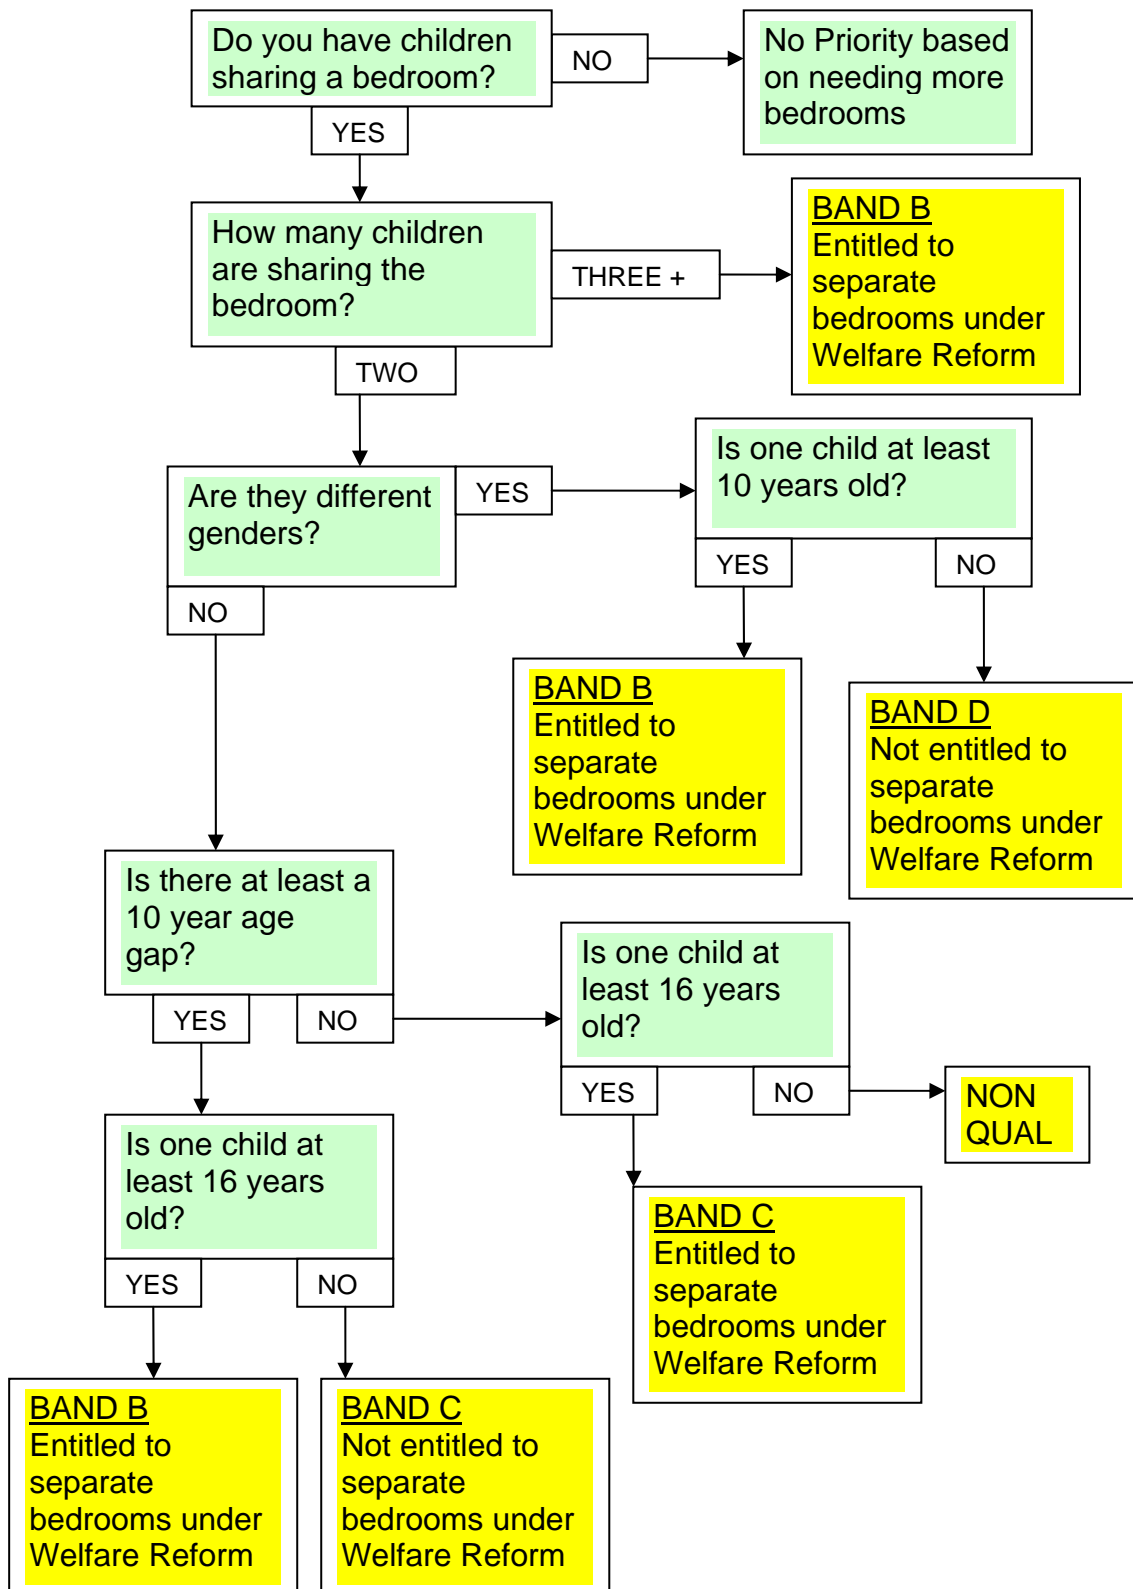 Do you have children
sharing a bedroom?
NO
No Priority based
on needing more
bedrooms
YES
How many children
are sharing the
bedroom?
THREE +
BAND B
Entitled to
separate
bedrooms under
Welfare Reform
TWO
Are they different
genders?
YES
Is one child at least
10 years old?
YES
NO
NO
BAND B
Entitled to
separate
bedrooms under
Welfare Reform
BAND D
Not entitled to
separate
bedrooms under
Welfare Reform
Is there at least a
10 year age
gap?
YES
NO
Is one child at
least 16 years
old?
YES
NO
NON
QUAL
Is one child at
least 16 years
old?
YES
NO
BAND C
Entitled to
separate
bedrooms under
Welfare Reform
BAND B
Entitled to
separate
bedrooms under
Welfare Reform
BAND C
Not entitled to
separate
bedrooms under
Welfare Reform